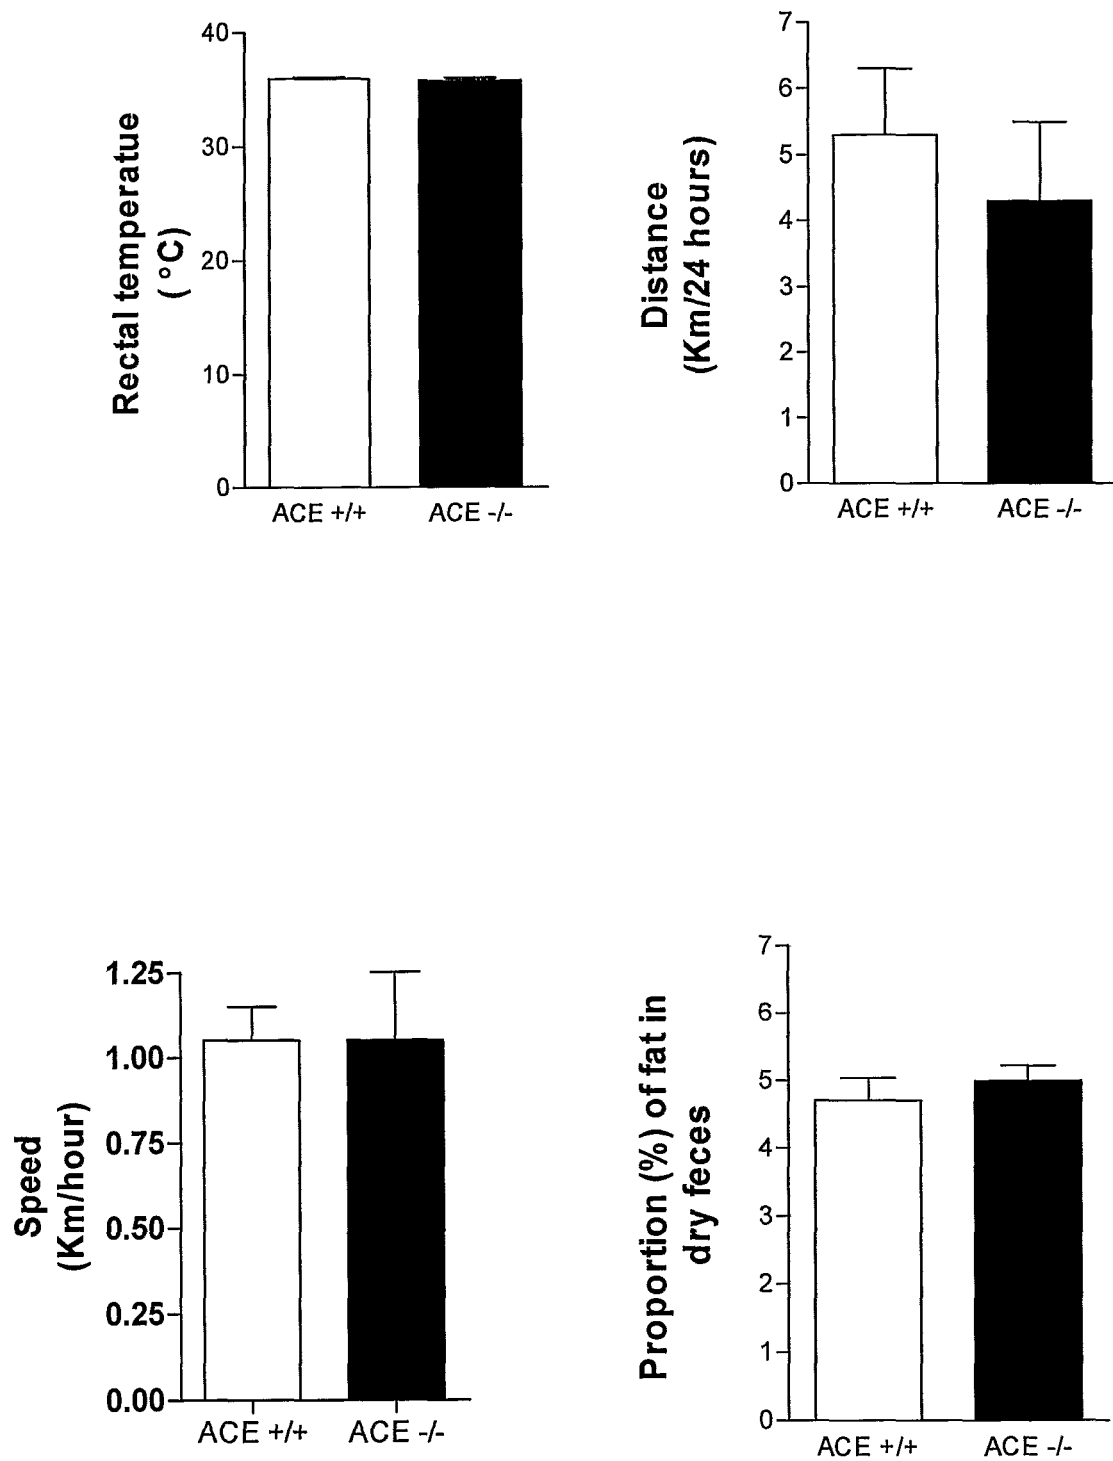 Rectal temperatue
( °C)
40
30
20
10
0
ACE +/+ ACE -/-
Distance
(Km/24 hours)
7
6
5
4
3
2
1
0
ACE +/+ ACE -/-
Speed
(Km/hour)
1.25
1.00
0.75
0.50
0.25
0.00
ACE +/+ ACE -/-
Proportion (%) of fat in
dry feces
7
6
5
4
3
2
1
0
ACE +/+ ACE -/-